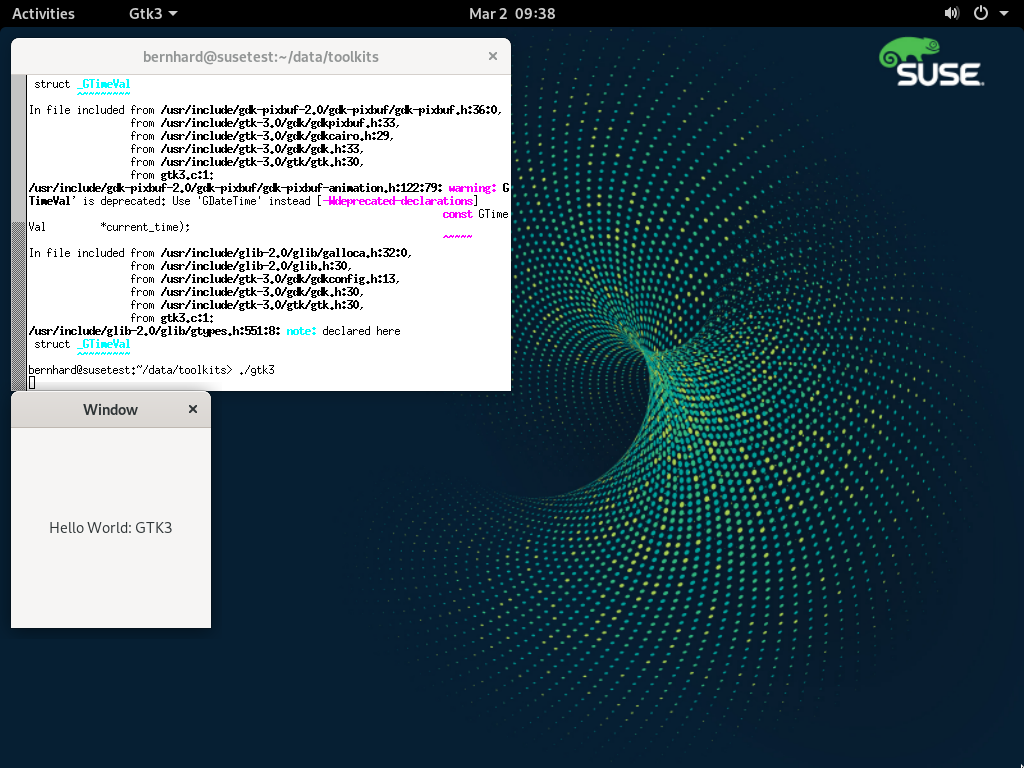 Activities
Gtk3
Mar 2 09:38
SUSE
bernhard@susetest:~/data/toolkits
struct _GTimeVal
~~~~~~~~~
In file included from /usr/include/gdk-pixbuf-2.0/gdk-pixbuf/gdk-pixbuf.h:36:0,
from /usr/include/gtk-3.0/gdk/gdkpixbuf.h:33,
from /usr/include/gtk-3.0/gdk/gdkcairo.h:29,
from /usr/include/gtk-3.0/gdk/gdk.h:33,
from /usr/include/gtk-3.0/gtk/gtk.h:30,
from gtk3.c:1:
/usr/include/gdk-pixbuf-2.0/gdk-pixbuf/gdk-pixbuf-animation.h:122:79: warning: G
TimeVal' is deprecated: Use 'GDateTime' instead [-Wdeprecated-declarations]
const GTime
Val *current_time);
~~~~~
In file included from /usr/include/glib-2.0/glib/galloca.h:32:0,
from /usr/include/glib-2.0/glib.h:30,
from /usr/include/gtk-3.0/gdk/gdkconfig.h:13,
from /usr/include/gtk-3.0/gdk/gdk.h:30,
from /usr/include/gtk-3.0/gtk/gtk.h:30,
from gtk3.c:1:
/usr/include/glib-2.0/glib/gtypes.h:551:8: note: declared here
struct _GTimeVal
~~~~~~~~~
bernhard@susetest:~/data/toolkits> ./gtk3
Window
Hello World: GTK3